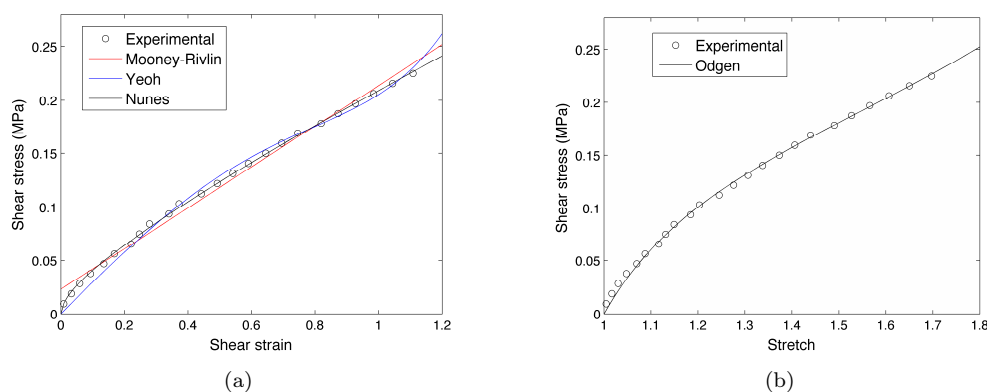 0.25
0.2
0.15
0.1
0.05
0
Shear stress (MPa)
Experimental
Mooney-Rivlin
Yeoh
Nunes
0 0.2 0.4 0.6 0.8 1 1.2
Shear strain
(a)
0.25
0.2
0.15
0.1
0.05
0
Shear stress (MPa)
Experimental
Odgen
1 1.1 1.2 1.3 1.4 1.5 1.6 1.7 1.8
Stretch
(b)